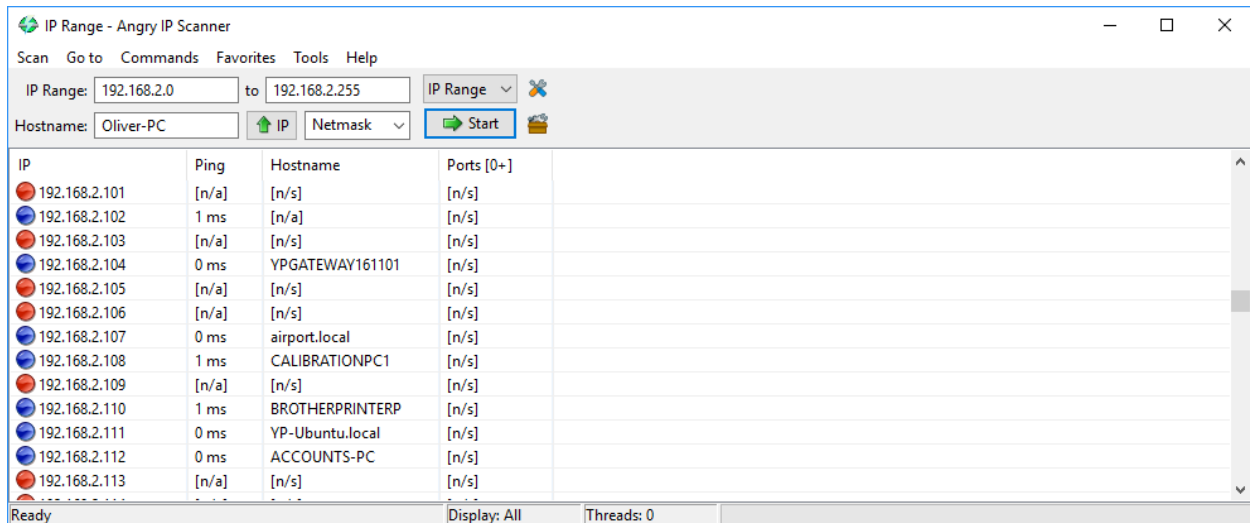 IP Range - Angry IP Scanner
Scan Go to Commands Favorites Tools Help
IP Range: 192.168.2.0 to 192.168.2.255 IP Range
Hostname: Oliver-PC IP Netmask Start
IP Ping Hostname Ports [0+]
192.168.2.101 [n/a] [n/s] [n/s]
192.168.2.102 1 ms [n/a] [n/s]
192.168.2.103 [n/a] [n/s] [n/s]
192.168.2.104 0 ms YPGATEWAY161101 [n/s]
192.168.2.105 [n/a] [n/s] [n/s]
192.168.2.106 [n/a] [n/s] [n/s]
192.168.2.107 0 ms airport.local [n/s]
192.168.2.108 1 ms CALIBRATIONPC1 [n/s]
192.168.2.109 [n/a] [n/s] [n/s]
192.168.2.110 1 ms BROTHERPRINTERP [n/s]
192.168.2.111 0 ms YP-Ubuntu.local [n/s]
192.168.2.112 0 ms ACCOUNTS-PC [n/s]
192.168.2.113 [n/a] [n/s] [n/s]
Ready Display: All Threads: 0